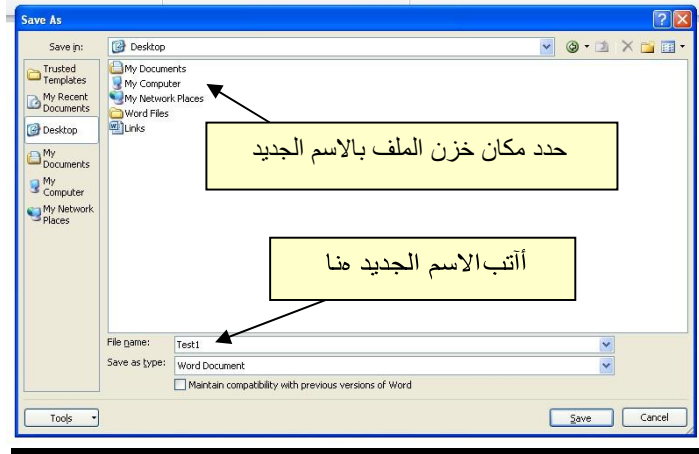 Save As
Save in:
Desktop
Trusted Templates
My Recent Documents
Desktop
My Documents
My Computer
My Network Places
My Documents
My Computer
My Network Places
Word Files
Links
حدد مكان خزن الملف بالاسم الجديد
أآتب الاسم الجديد هنا
File name:
Test1
Save as type:
Word Document
Maintain compatibility with previous versions of Word
Tools
Save
Cancel